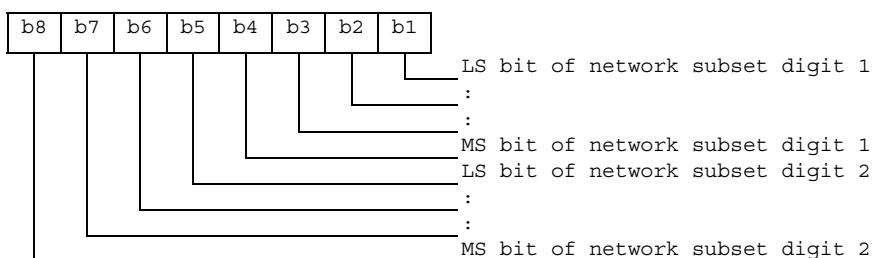 b8 b7 b6 b5 b4 b3 b2 b1
LS bit of network subset digit 1
:
:
MS bit of network subset digit 1
LS bit of network subset digit 2
:
:
MS bit of network subset digit 2